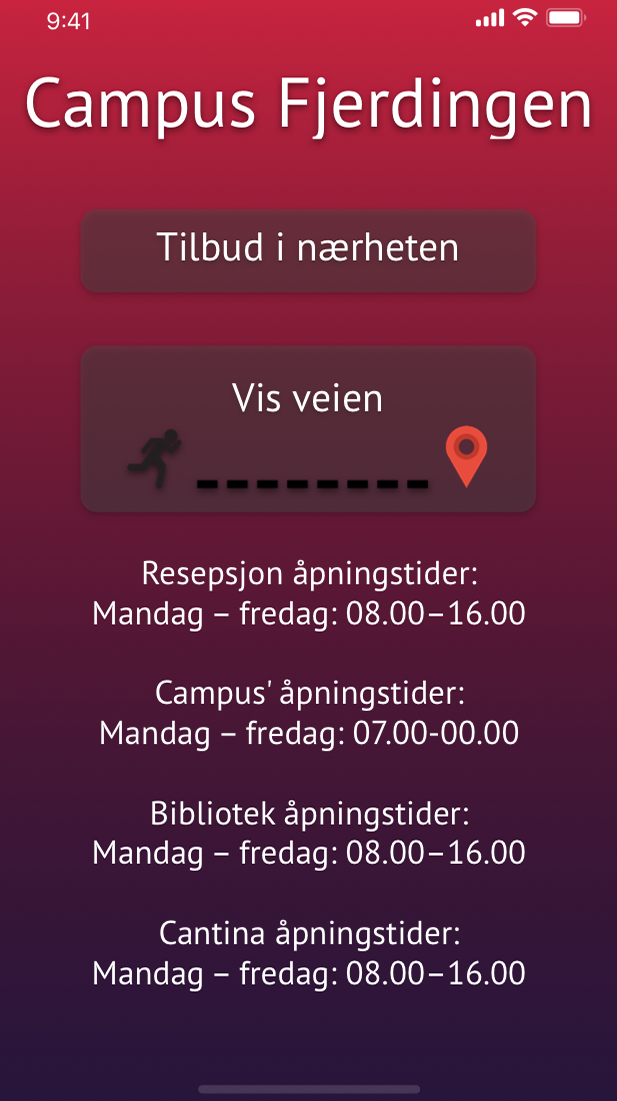 9:41
Campus Fjerdingen
Tilbud i nærheten
Vis veien
Resepsjon åpningstider:
Mandag – fredag: 08.00–16.00
Campus' åpningstider:
Mandag – fredag: 07.00-00.00
Bibliotek åpningstider:
Mandag – fredag: 08.00–16.00
Cantina åpningstider:
Mandag – fredag: 08.00–16.00